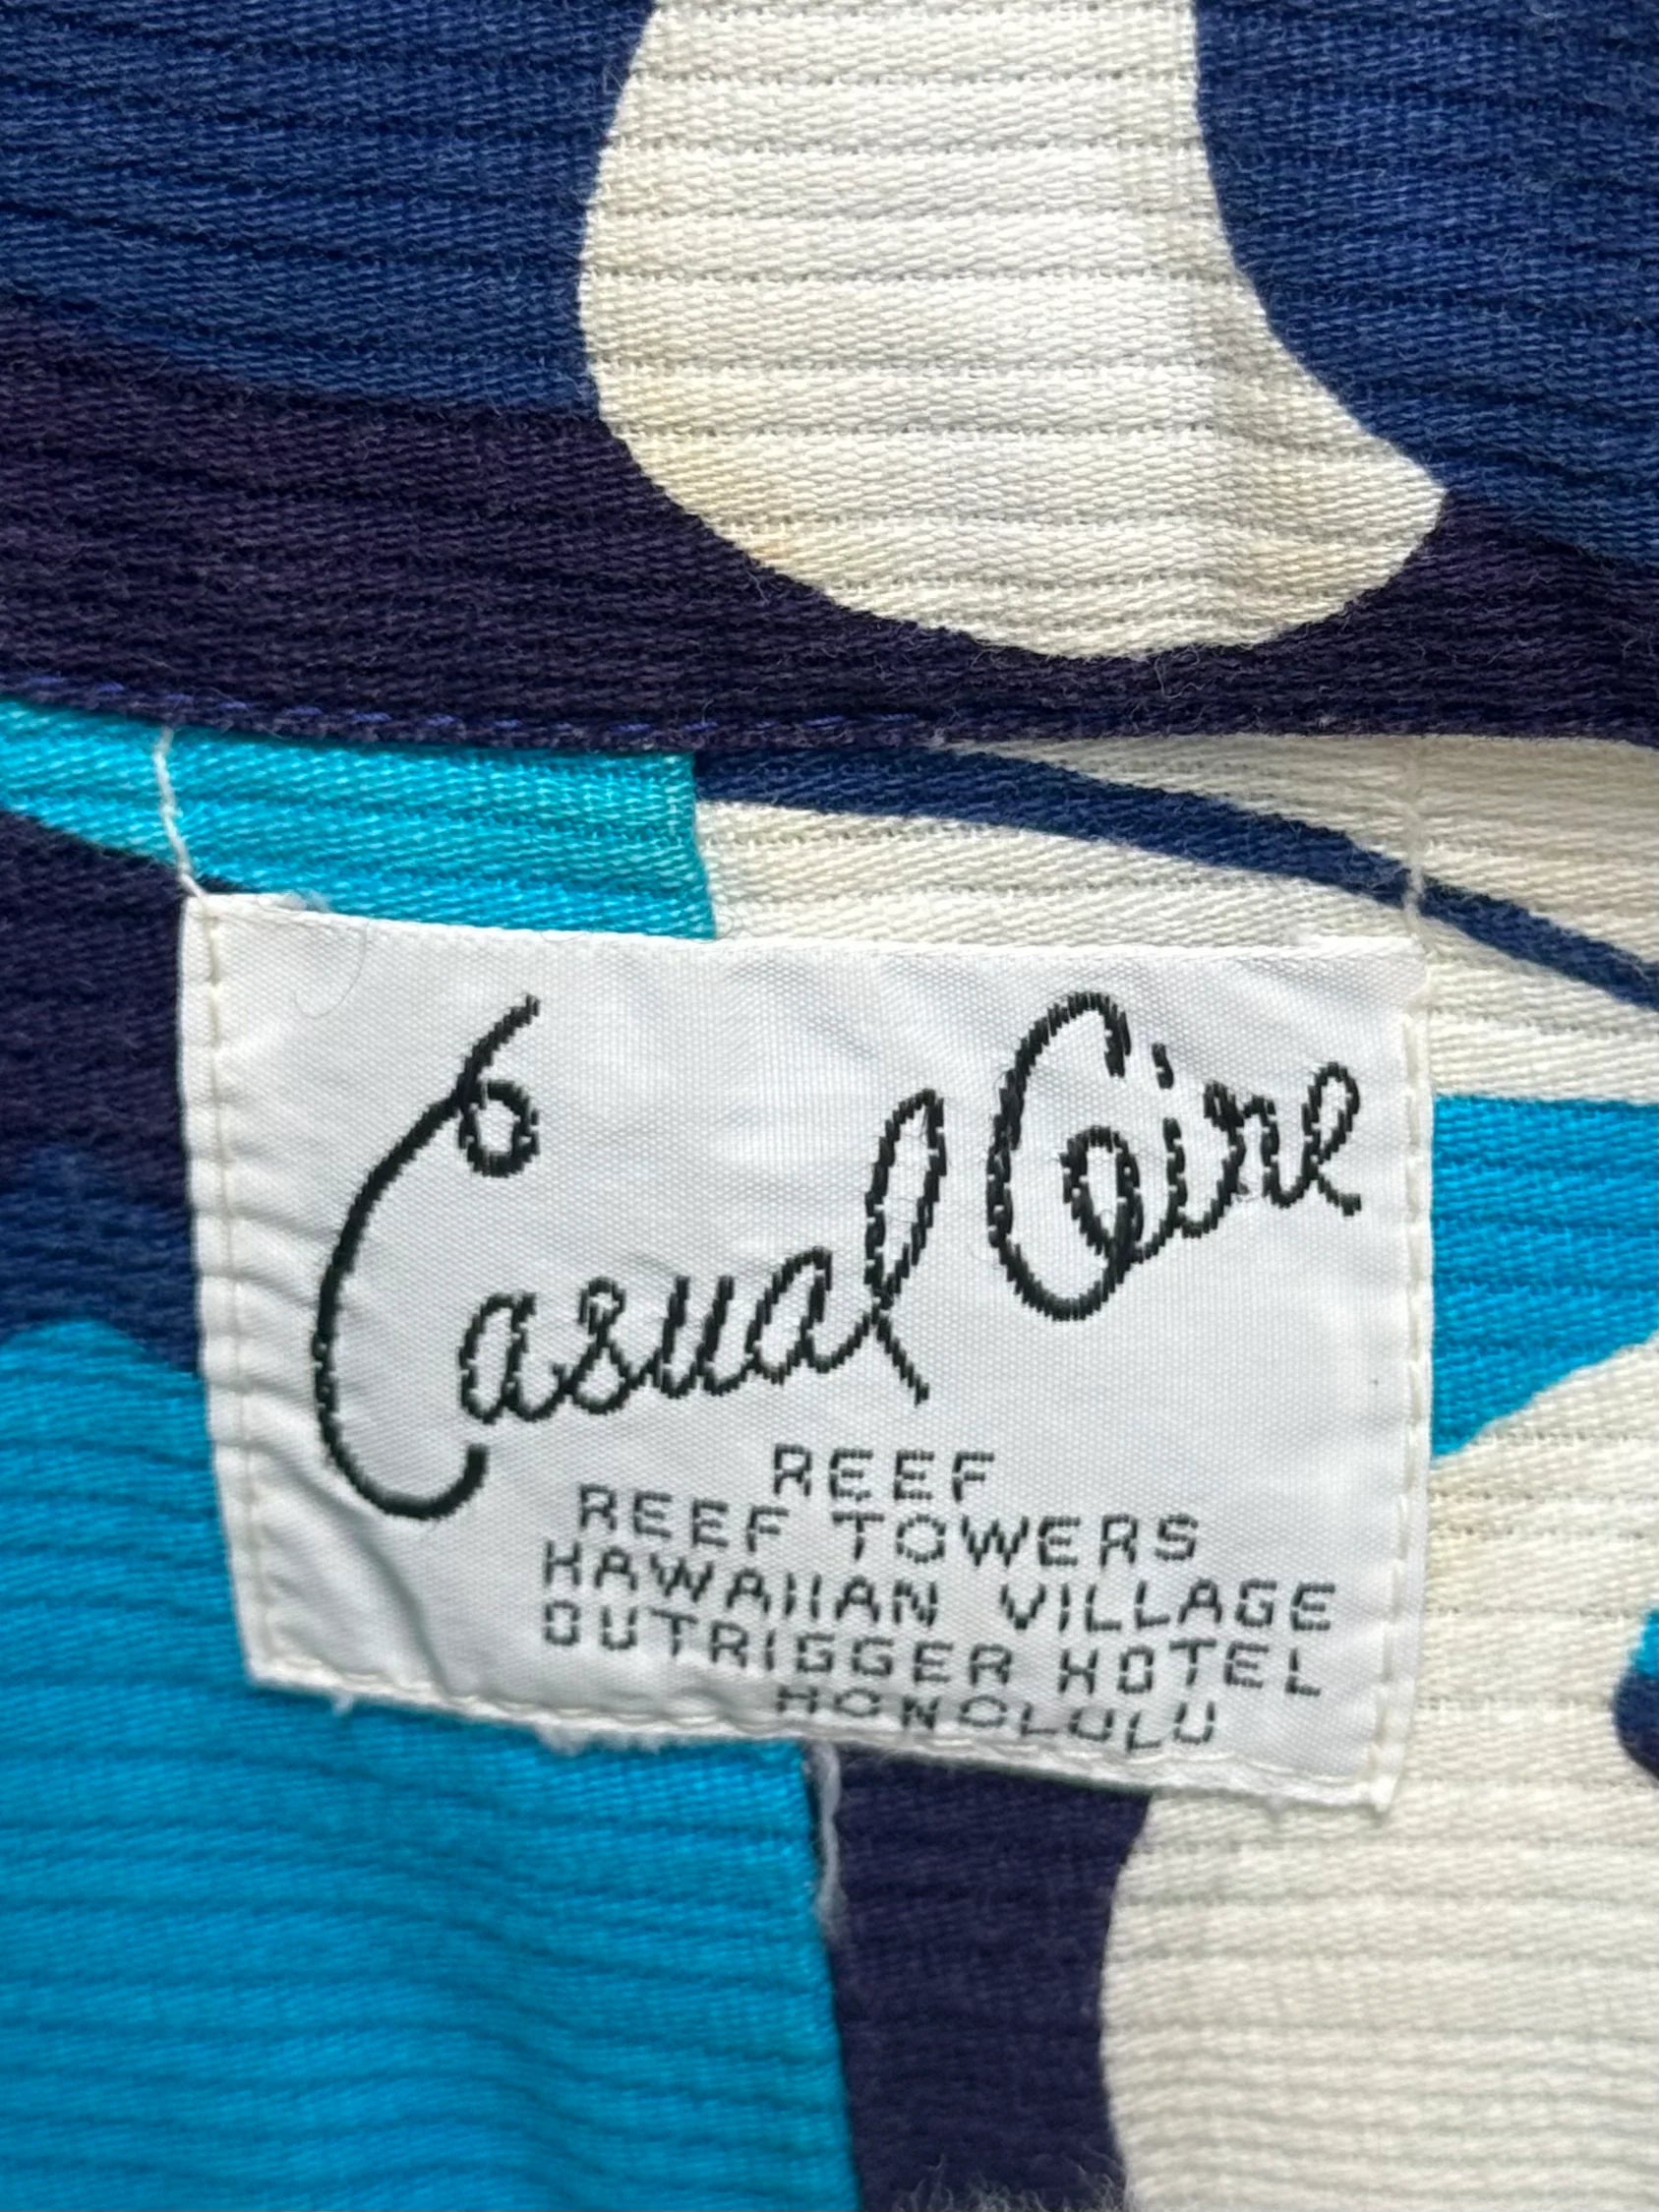 Casual Aire
REEF
REEF TOWERS
HAWAIIAN VILLAGE
OUTRIGGER HOTEL
HONOLULU